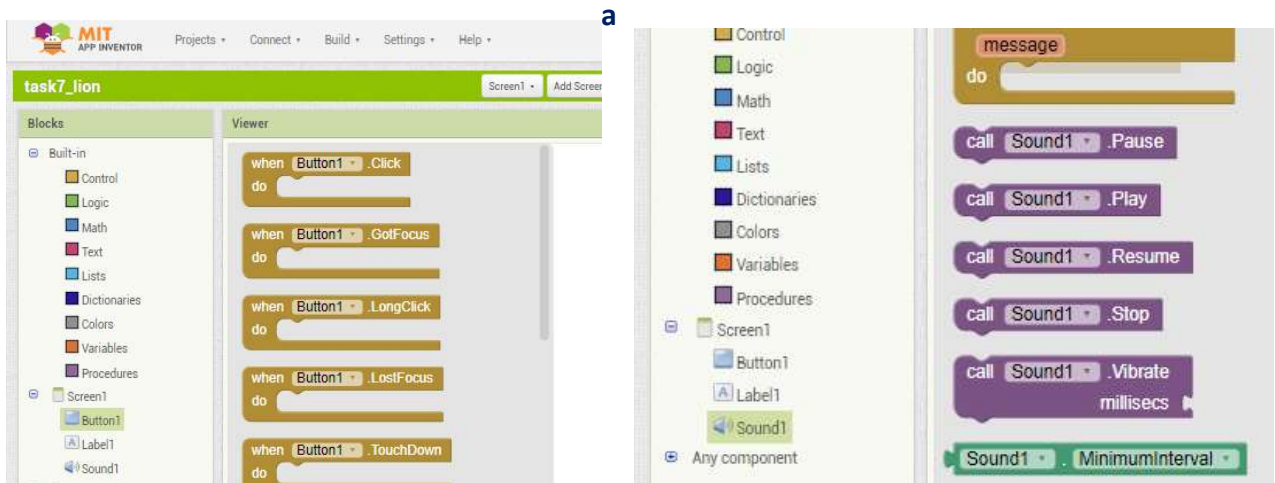 a
MIT
APP INVENTOR
Projects
Connect
Build
Settings
Help
task7_lion
Screen1
Add Screen
Blocks
Viewer
Built-in
Control
Logic
Math
Text
Lists
Dictionaries
Colors
Variables
Procedures
Screen1
Button1
Label1
Sound1
when Button1 .Click
do
when Button1 .GotFocus
do
when Button1 .LongClick
do
when Button1 .LostFocus
do
when Button1 .TouchDown
do
Control
Logic
Math
Text
Lists
Dictionaries
Colors
Variables
Procedures
Screen1
Button1
Label1
Sound1
Any component
message
do
call Sound1 .Pause
call Sound1 .Play
call Sound1 .Resume
call Sound1 .Stop
call Sound1 .Vibrate
millisecs
Sound1 . MinimumInterval